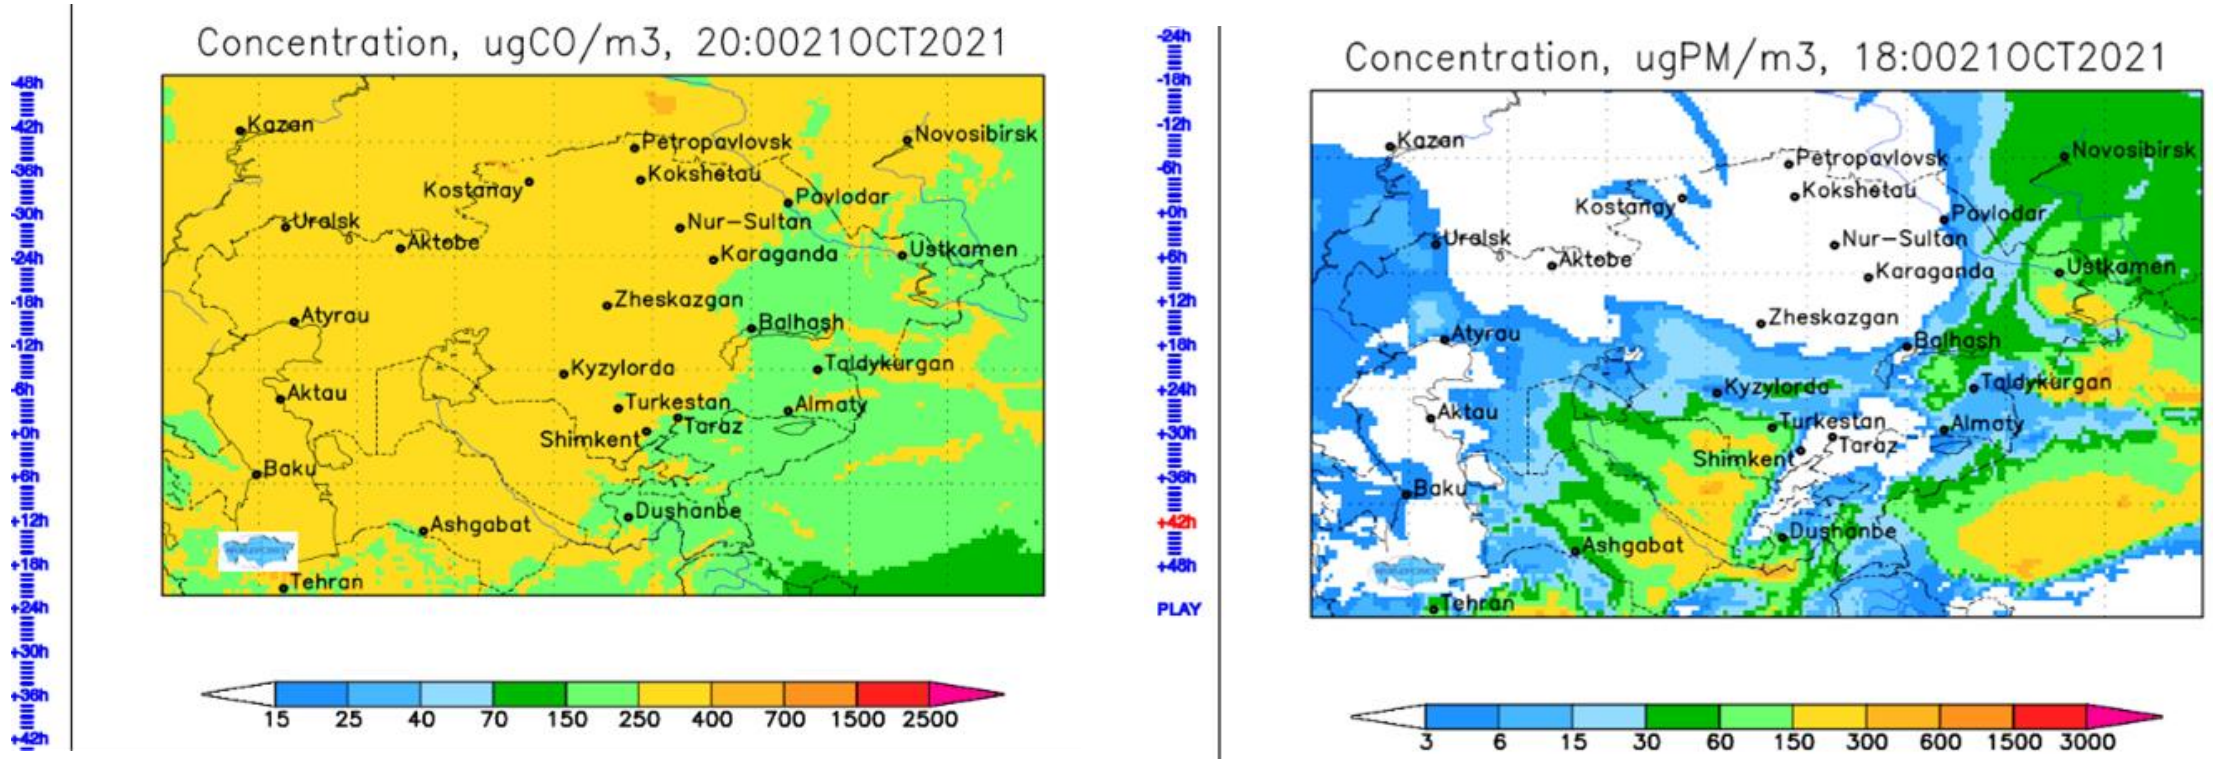 Concentration, ugCO/m3, 20:0021OCT2021
-48h
-42h
-36h
-30h
-24h
-18h
-12h
-6h
+0h
+6h
+12h
+18h
+24h
+30h
+36h
+42h
Kazan
Petropavlovsk
Novosibirsk
Kokshetau
Kostanay
Pavlodar
Uralsk
Nur-Sultan
Aktobe
Karaganda
Ustkamen
Zheskazgan
Atyrau
Balhash
Kyzylorda
Taldykurgan
Aktau
Turkestan
Almaty
Taraz
Shimkent
Baku
Dushanbe
Ashgabat
Tehran
15 25 40 70 150 250 400 700 1500 2500
Concentration, ugPM/m3, 18:0021OCT2021
-24h
-18h
-12h
-6h
+0h
+6h
+12h
+18h
+24h
+30h
+36h
+42h
+48h
PLAY
Kazan
Petropavlovsk
Novosibirsk
Kokshetau
Kostanay
Pavlodar
Uralsk
Nur-Sultan
Aktobe
Karaganda
Ustkamen
Zheskazgan
Atyrau
Balhash
Kyzylorda
Taldykurgan
Aktau
Turkestan
Almaty
Taraz
Shimkent
Baku
Dushanbe
Ashgabat
Tehran
3 6 15 30 60 150 300 600 1500 3000